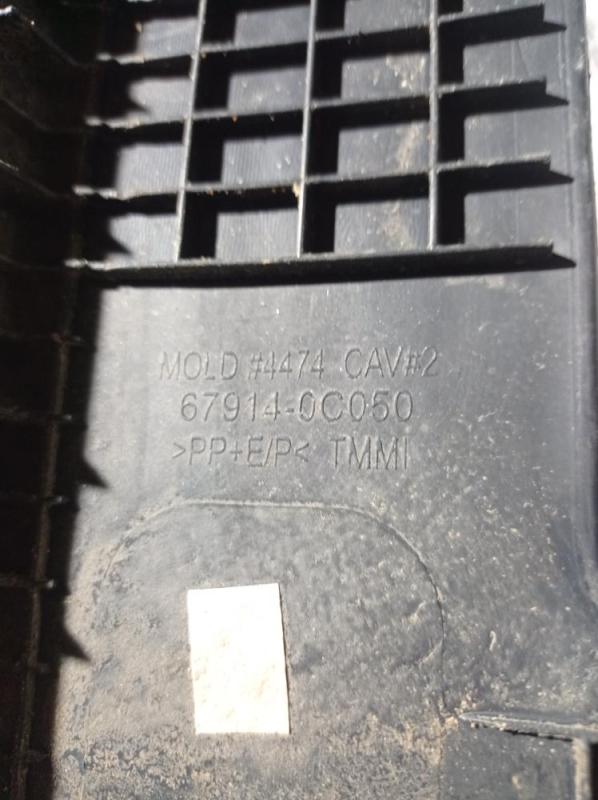 MOLD #4474 CAV#2
67914-0C050
>PP+E/P< TMMI